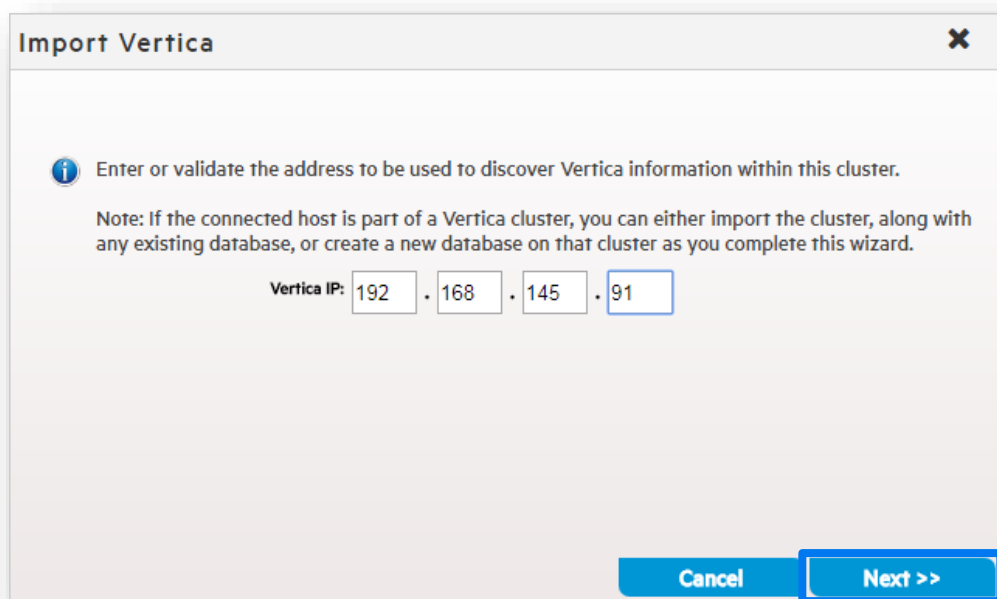 Import Vertica
Enter or validate the address to be used to discover Vertica information within this cluster.
Note: If the connected host is part of a Vertica cluster, you can either import the cluster, along with
any existing database, or create a new database on that cluster as you complete this wizard.
Vertica IP: 192 . 168 . 145 . 91
Cancel Next >>